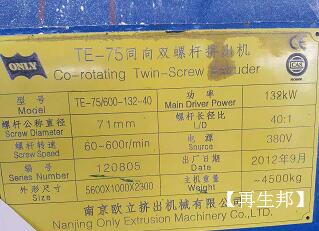 ONLY
TE-75同向双螺杆挤出机
Co-rotating Twin-Screw Extruder
型号 Model TE-75/600-132-40 功率 Main Driver Power 132kW
螺杆公称直径 Screw Diameter 71mm 螺杆长径比 L/D 40:1
螺杆转速 Screw Speed 60-600r/min 电源 Source 380V
编号 Series Number 120805 出厂日期 Date 2012年9月
外形尺寸 Size 5600X1000X2300 主机重量 Weight ~4500kg
南京欧立挤出机械有限公司
Nanjing Only Extrusion Machinery Co.,LTD.
【再生邦】